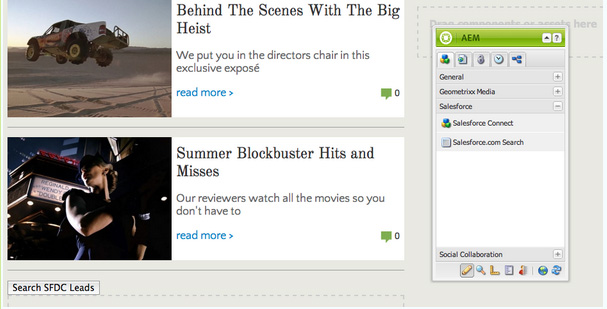 Behind The Scenes With The Big
Heist
We put you in the directors chair in this
exclusive exposé
read more >
0
Summer Blockbuster Hits and
Misses
Our reviewers watch all the movies so you
don't have to
read more >
0
Search SFDC Leads
Drag components or assets here
AEM
?
General
Geometrixx Media
Salesforce
Salesforce Connect
Salesforce.com Search
Social Collaboration